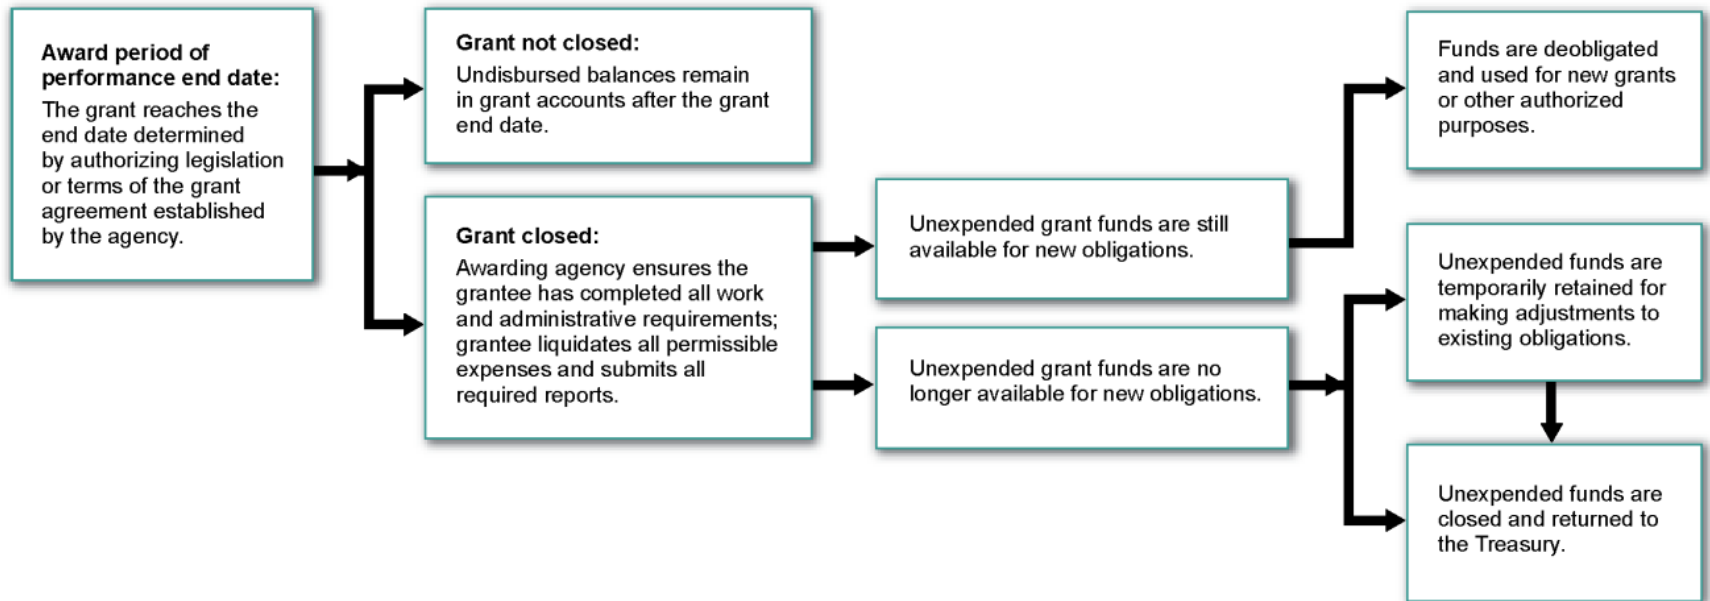 Award period of
performance end date:
The grant reaches the
end date determined
by authorizing legislation
or terms of the grant
agreement established
by the agency.
Grant not closed:
Undisbursed balances remain
in grant accounts after the grant
end date.
Grant closed:
Awarding agency ensures the
grantee has completed all work
and administrative requirements;
grantee liquidates all permissible
expenses and submits all
required reports.
Unexpended grant funds are still
available for new obligations.
Unexpended grant funds are no
longer available for new obligations.
Funds are deobligated
and used for new grants
or other authorized
purposes.
Unexpended funds are
temporarily retained for
making adjustments to
existing obligations.
Unexpended funds are
closed and returned to
the Treasury.